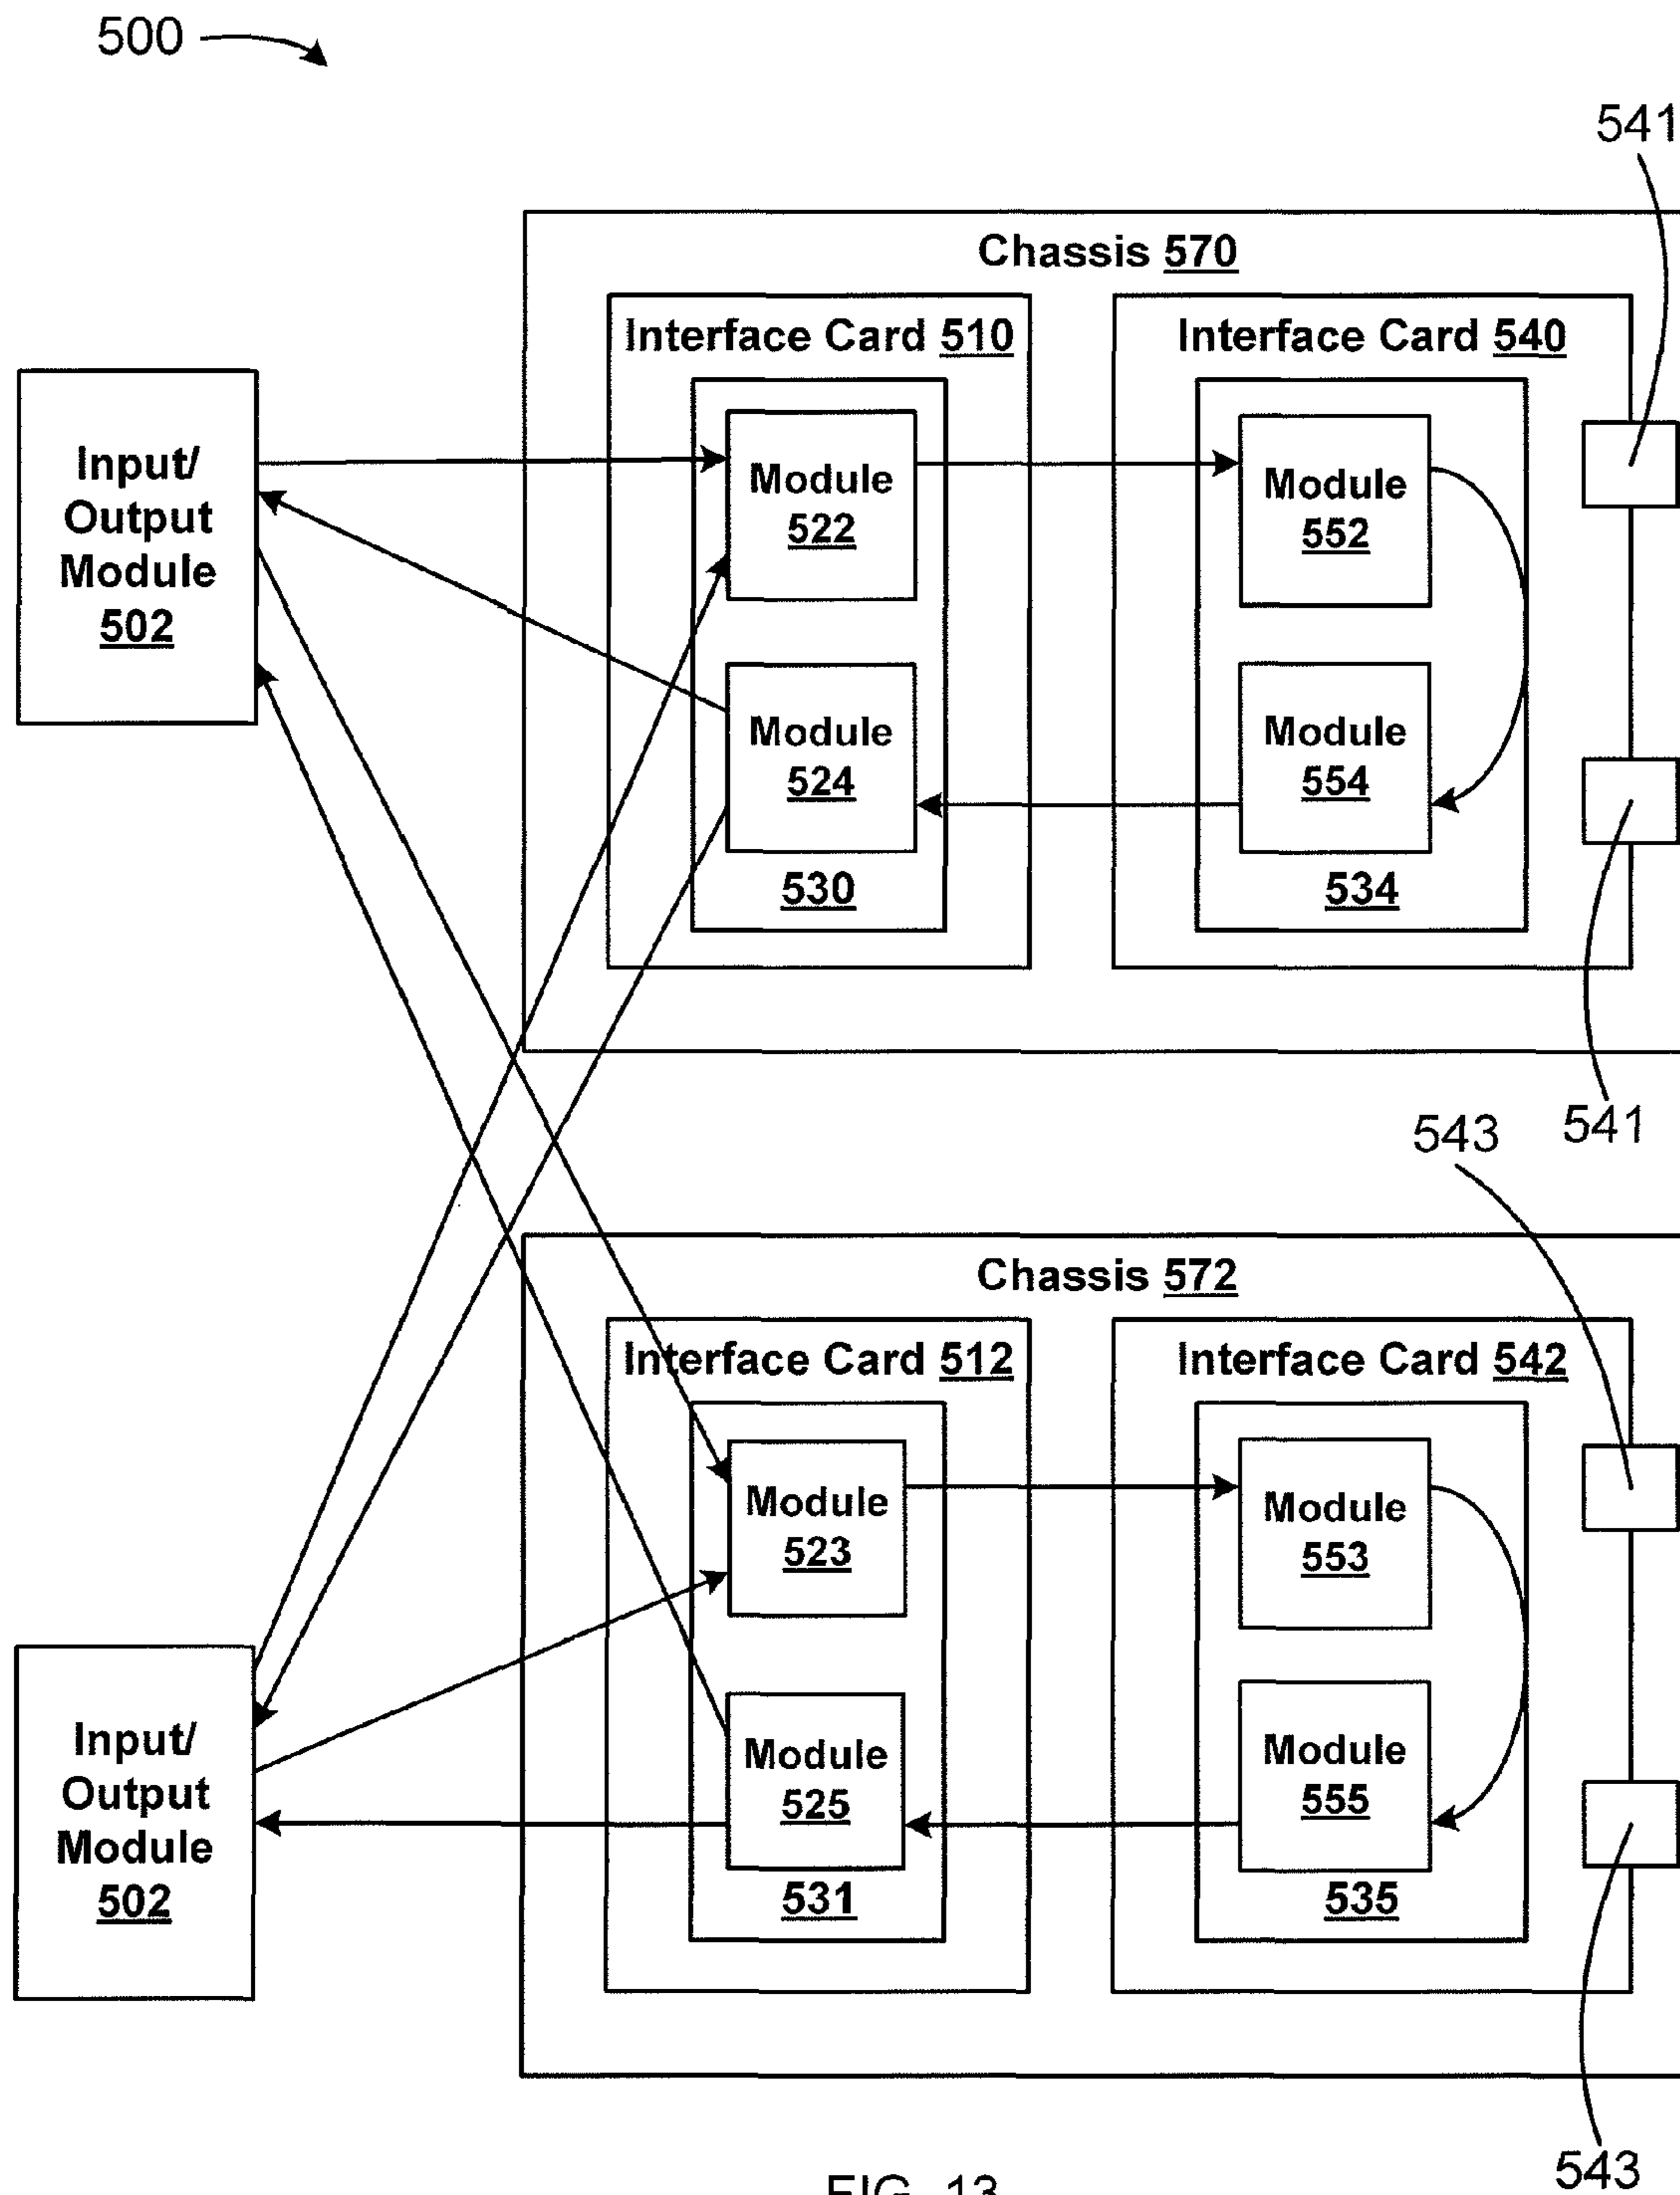 500
541
Chassis 570
Interface Card 510
Interface Card 540
Input/
Output
Module
502
Module
522
Module
552
Module
524
Module
554
530
534
541
543
Chassis 572
Interface Card 512
Interface Card 542
Module
523
Module
553
Input/
Output
Module
502
Module
525
Module
555
531
535
543
FIG. 13